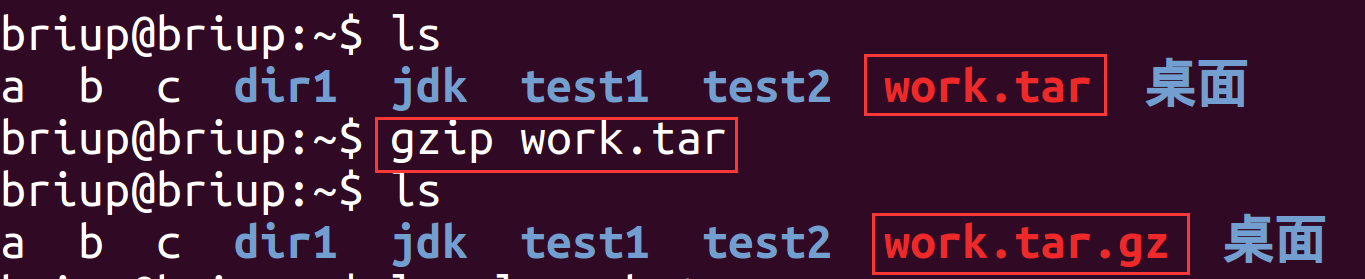 briup@briup:~$ ls
a b c dir1 jdk test1 test2 work.tar 桌面
briup@briup:~$ gzip work.tar
briup@briup:~$ ls
a b c dir1 jdk test1 test2 work.tar.gz 桌面